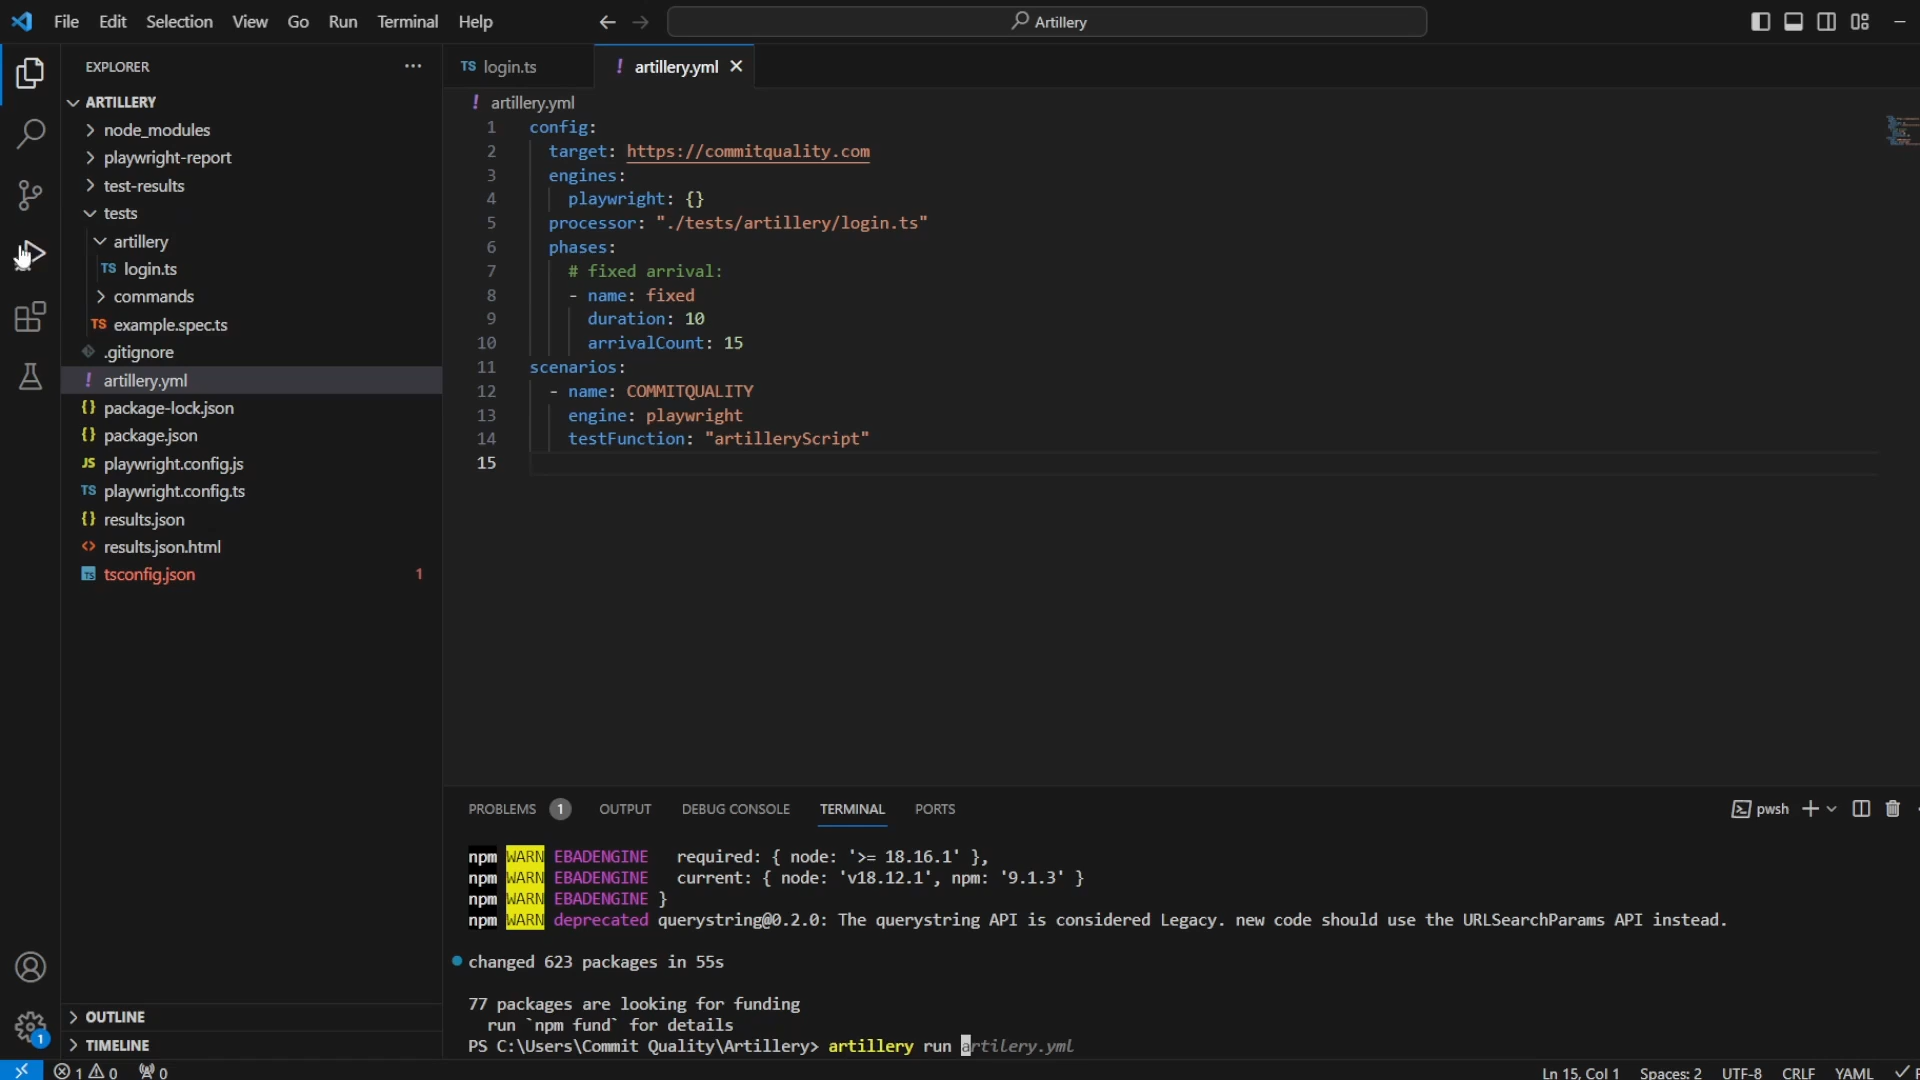 File Edit Selection View Go Run Terminal Help
Artillery
EXPLORER
ARTILLERY
node_modules
playwright-report
test-results
tests
artillery
TS login.ts
commands
TS example.spec.ts
.gitignore
! artillery.yml
{} package-lock.json
{} package.json
JS playwright.config.js
TS playwright.config.ts
{} results.json
<> results.json.html
TS tsconfig.json 1
OUTLINE
TIMELINE
1
TS login.ts
! artillery.yml
! artillery.yml
1 config:
2 target: https://commitquality.com
3 engines:
4 playwright: {}
5 processor: "./tests/artillery/login.ts"
6 phases:
7 # fixed arrival:
8 - name: fixed
9 duration: 10
10 arrivalCount: 15
11 scenarios:
12 - name: COMMITQUALITY
13 engine: playwright
14 testFunction: "artilleryScript"
15
PROBLEMS 1 OUTPUT DEBUG CONSOLE TERMINAL PORTS
pwsh
npm WARN EBADENGINE required: { node: '>= 18.16.1' },
npm WARN EBADENGINE current: { node: 'v18.12.1', npm: '9.1.3' }
npm WARN EBADENGINE }
npm WARN deprecated querystring@0.2.0: The querystring API is considered Legacy. new code should use the URLSearchParams API instead.
changed 623 packages in 55s
77 packages are looking for funding
run `npm fund` for details
PS C:\Users\Commit Quality\Artillery> artillery run artilery.yml
1 0 0
Ln 15, Col 1 Spaces: 2 UTF-8 CRLF YAML